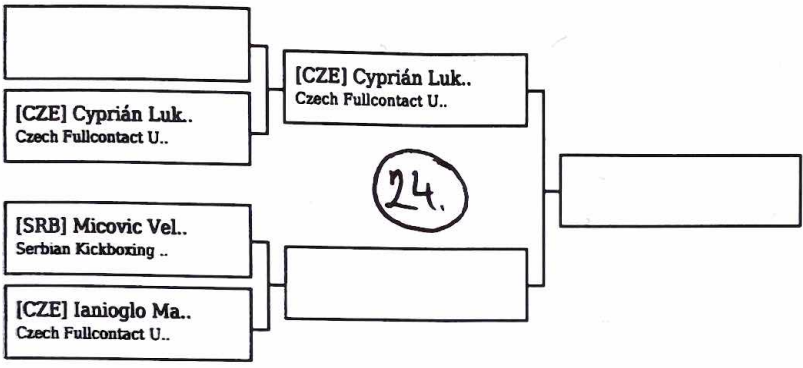 [CZE] Cyprián Luk..
Czech Fullcontact U..
[CZE] Cyprián Luk..
Czech Fullcontact U..
24.
[SRB] Micovic Vel..
Serbian Kickboxing ..
[CZE] Ianioglo Ma..
Czech Fullcontact U..